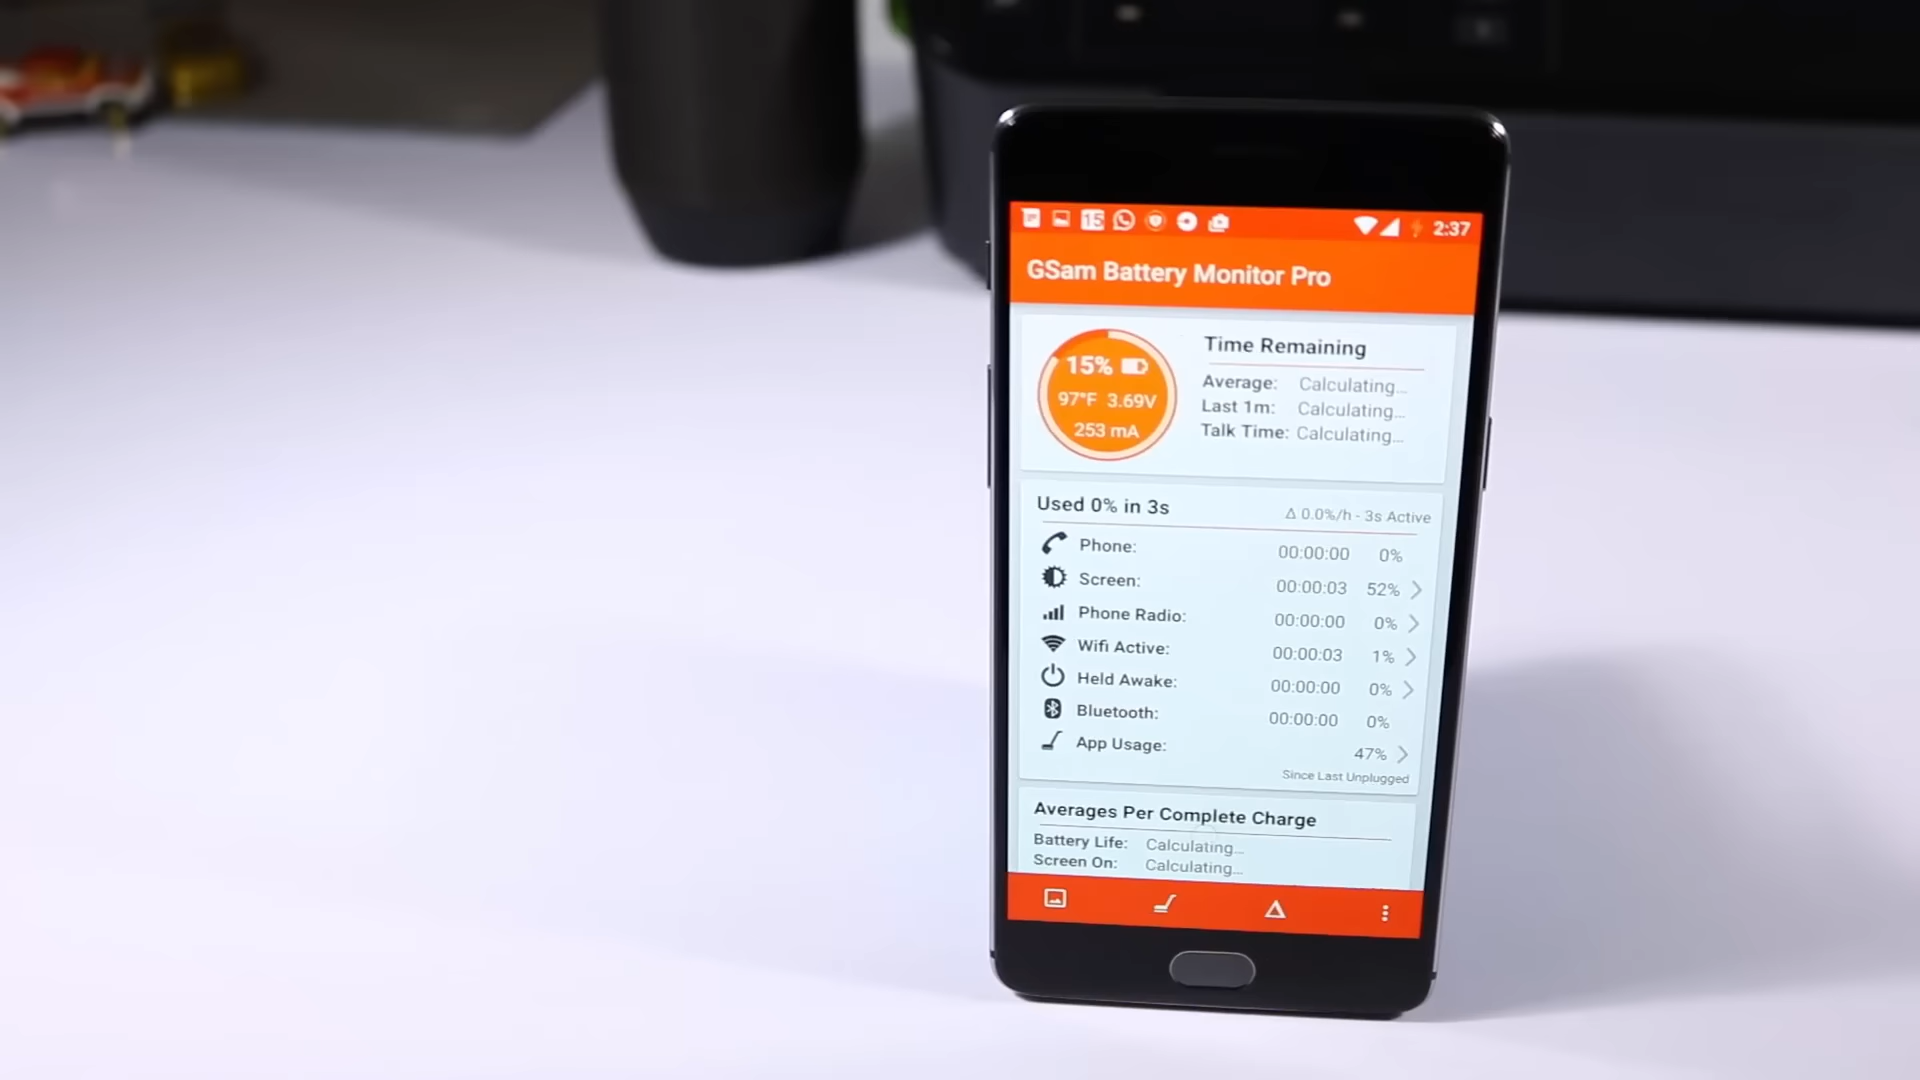 15 2:37
GSam Battery Monitor Pro
15%
97°F 3.69V
253 mA
Time Remaining
Average: Calculating...
Last 1m: Calculating...
Talk Time: Calculating...
Used 0% in 3s Δ 0.0%/h - 3s Active
Phone: 00:00:00 0%
Screen: 00:00:03 52%
Phone Radio: 00:00:00 0%
Wifi Active: 00:00:03 1%
Held Awake: 00:00:00 0%
Bluetooth: 00:00:00 0%
App Usage: 47%
Since Last Unplugged
Averages Per Complete Charge
Battery Life: Calculating...
Screen On: Calculating...